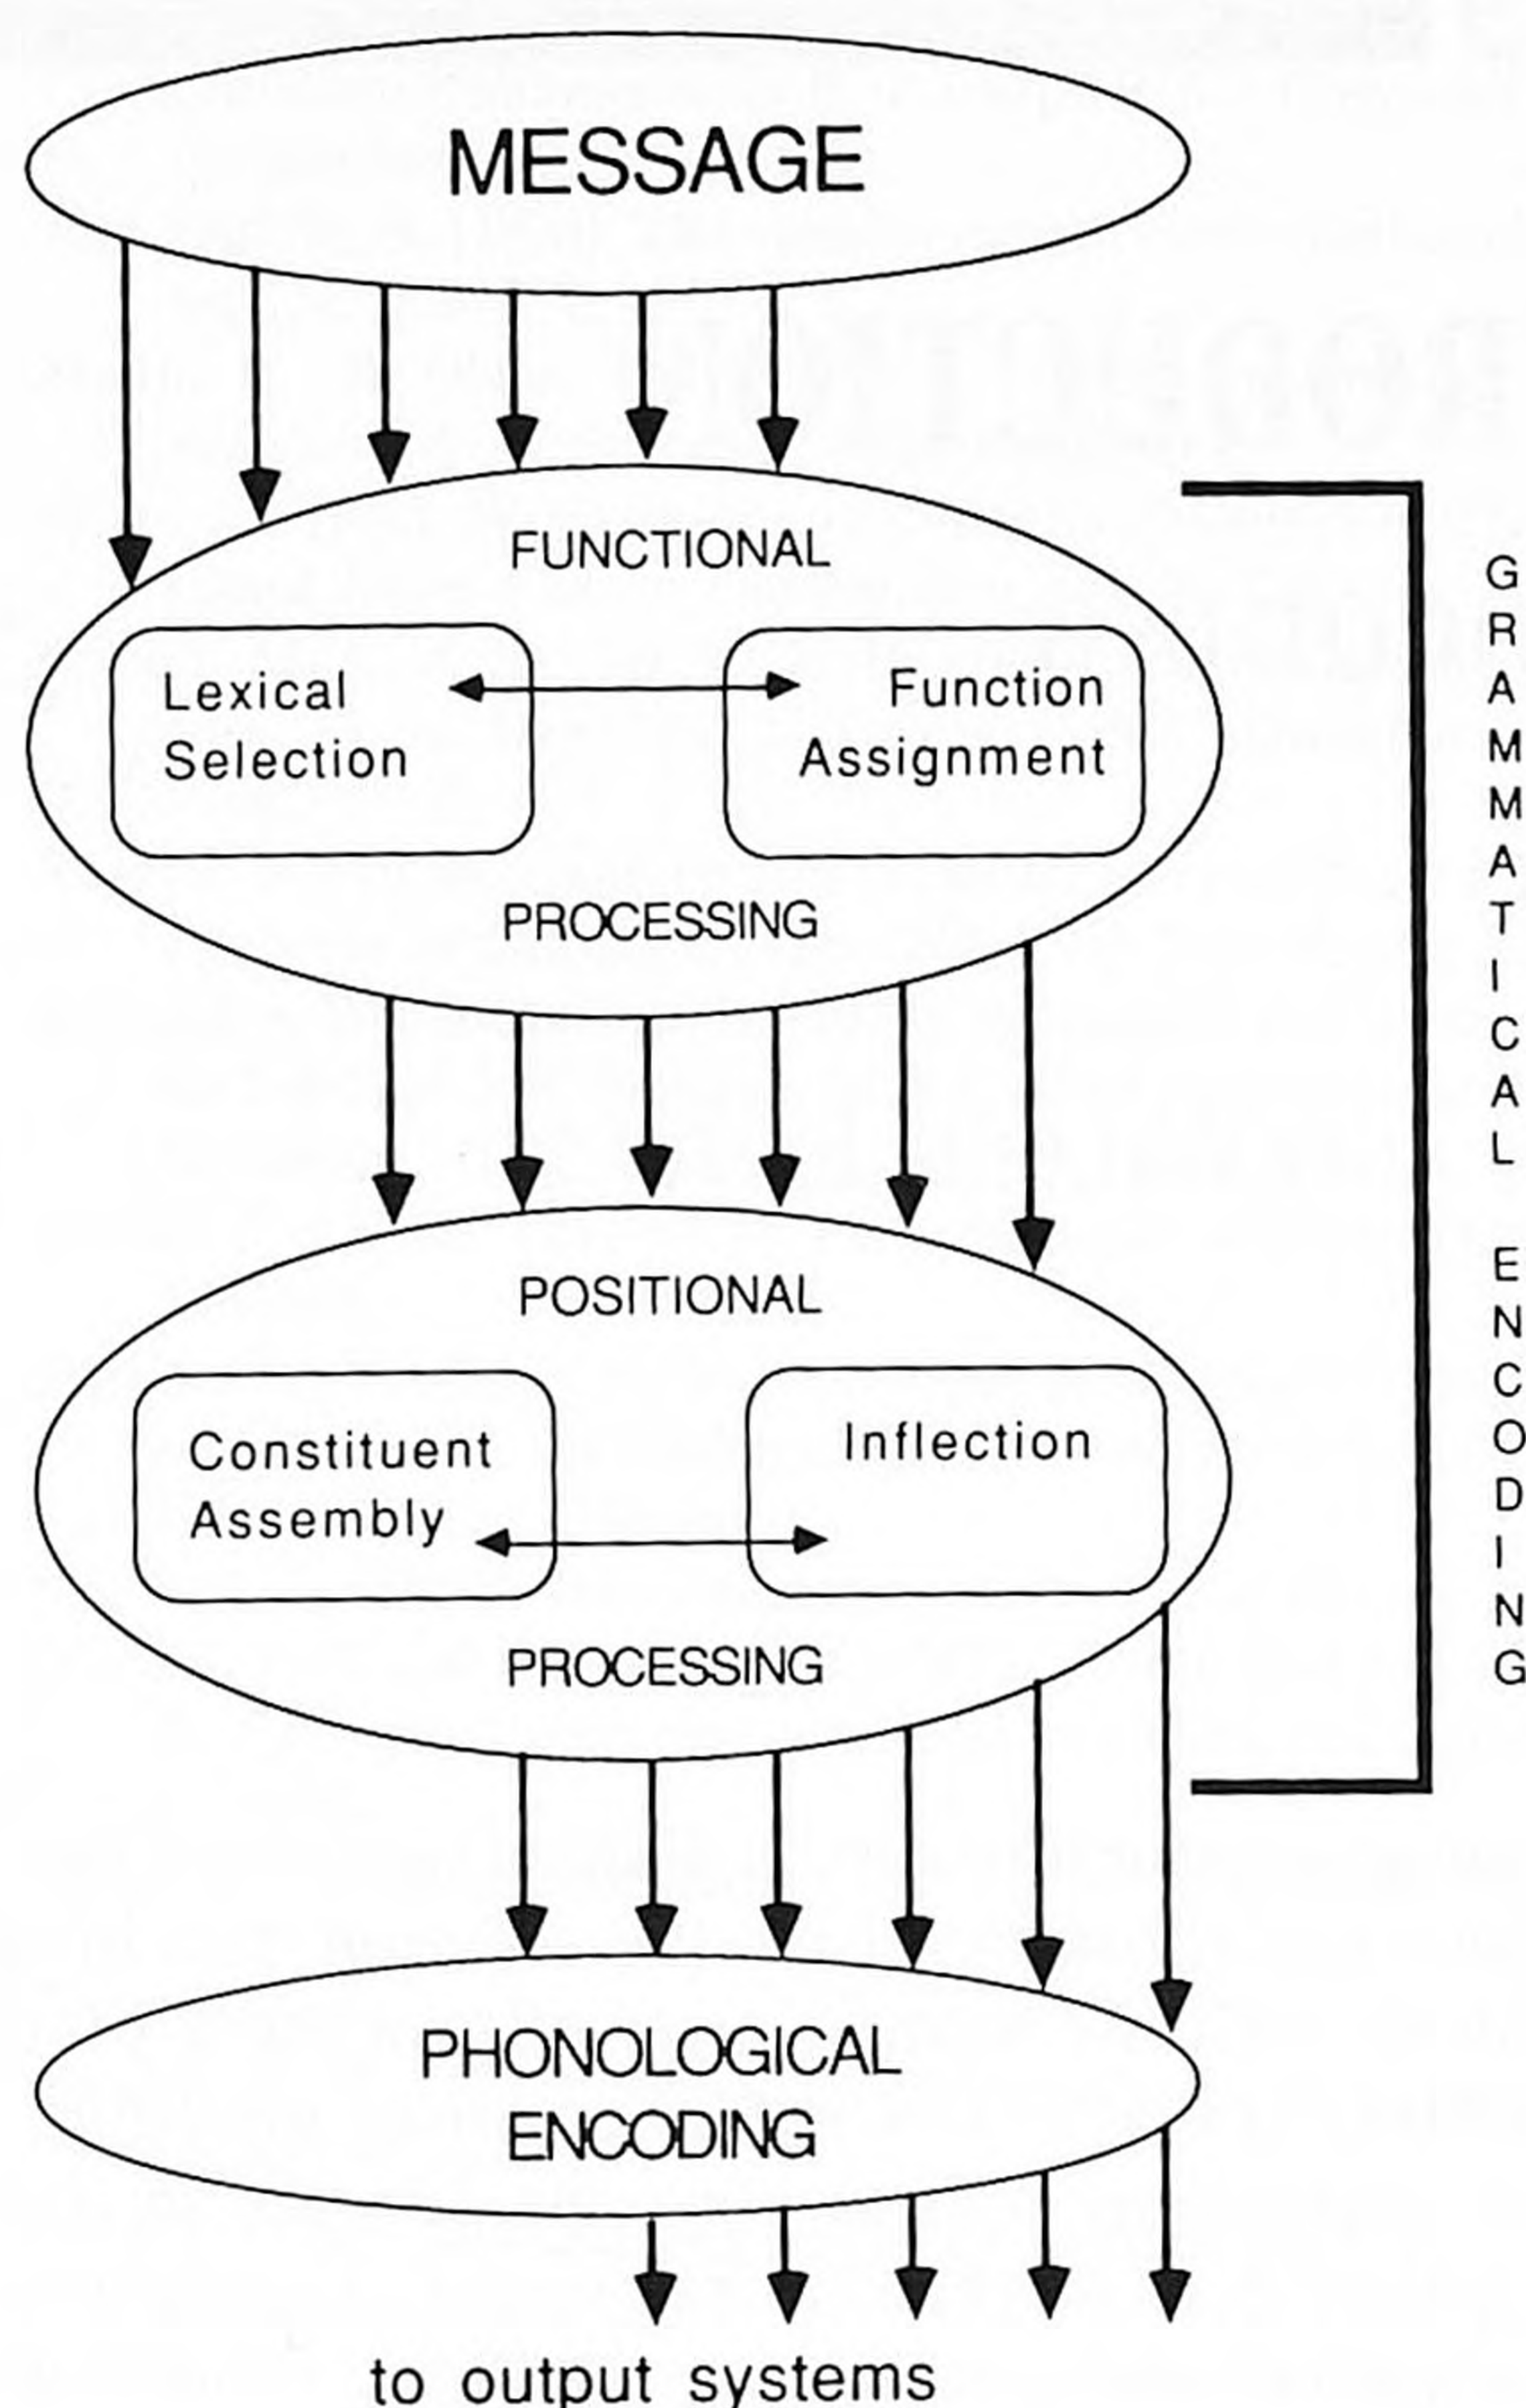 MESSAGE
FUNCTIONAL
Lexical
Selection
Function
Assignment
PROCESSING
POSITIONAL
Constituent
Assembly
Inflection
PROCESSING
PHONOLOGICAL
ENCODING
to output systems
GRAMMATICAL ENCODING